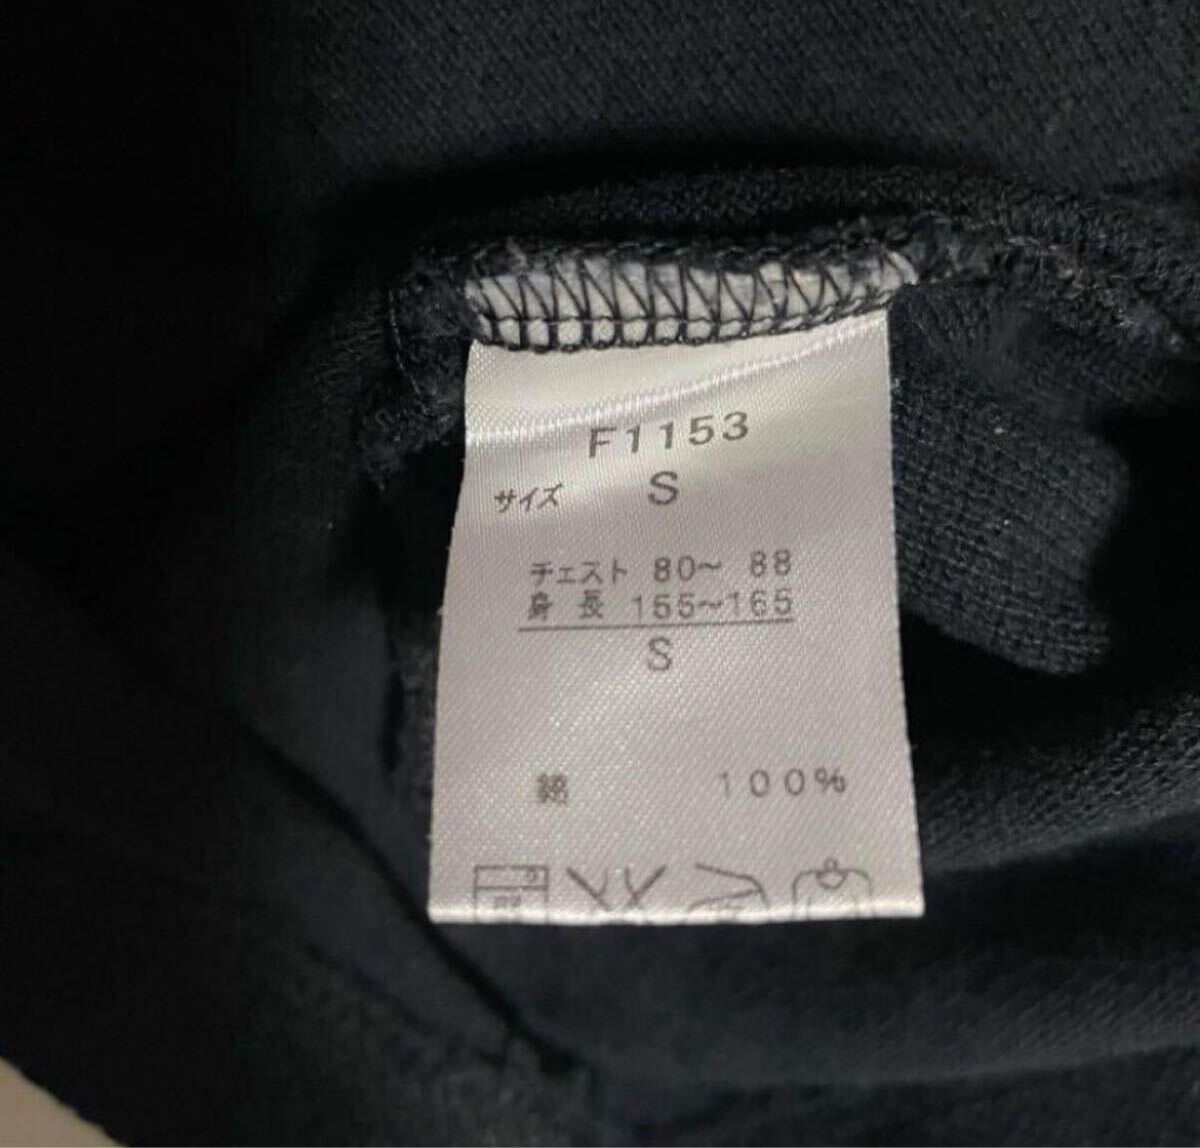 F1153
サイズ S
チェスト 80〜 88
身 長 155〜165
S
綿 100%